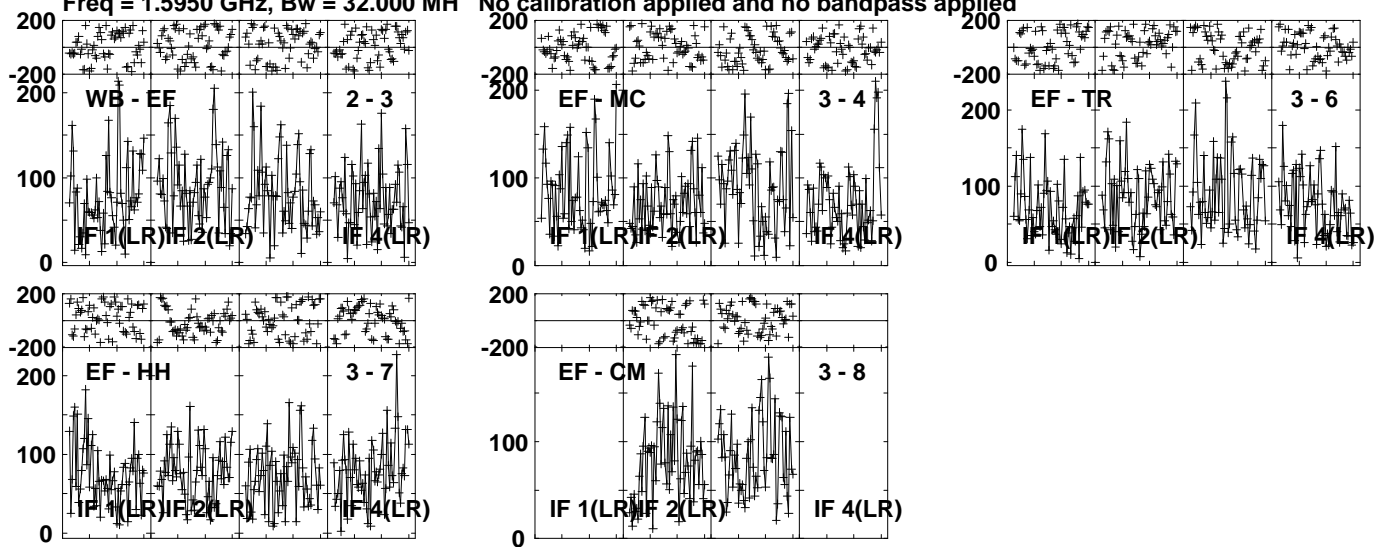 Freq = 1.5950 GHz, Bw = 32.000 MH No calibration applied and no bandpass applied
200
-200
200
100
0
WB - EF 2 - 3
IF 1(LR) IF 2(LR) IF 4(LR)
200
-200
200
100
0
EF - MC 3 - 4
IF 1(LR) IF 2(LR) IF 4(LR)
200
-200
200
100
0
EF - TR 3 - 6
IF 1(LR) IF 2(LR) IF 4(LR)
200
-200
200
100
0
EF - HH 3 - 7
IF 1(LR) IF 2(LR) IF 4(LR)
200
-200
200
100
0
EF - CM 3 - 8
IF 1(LR) IF 2(LR) IF 4(LR)